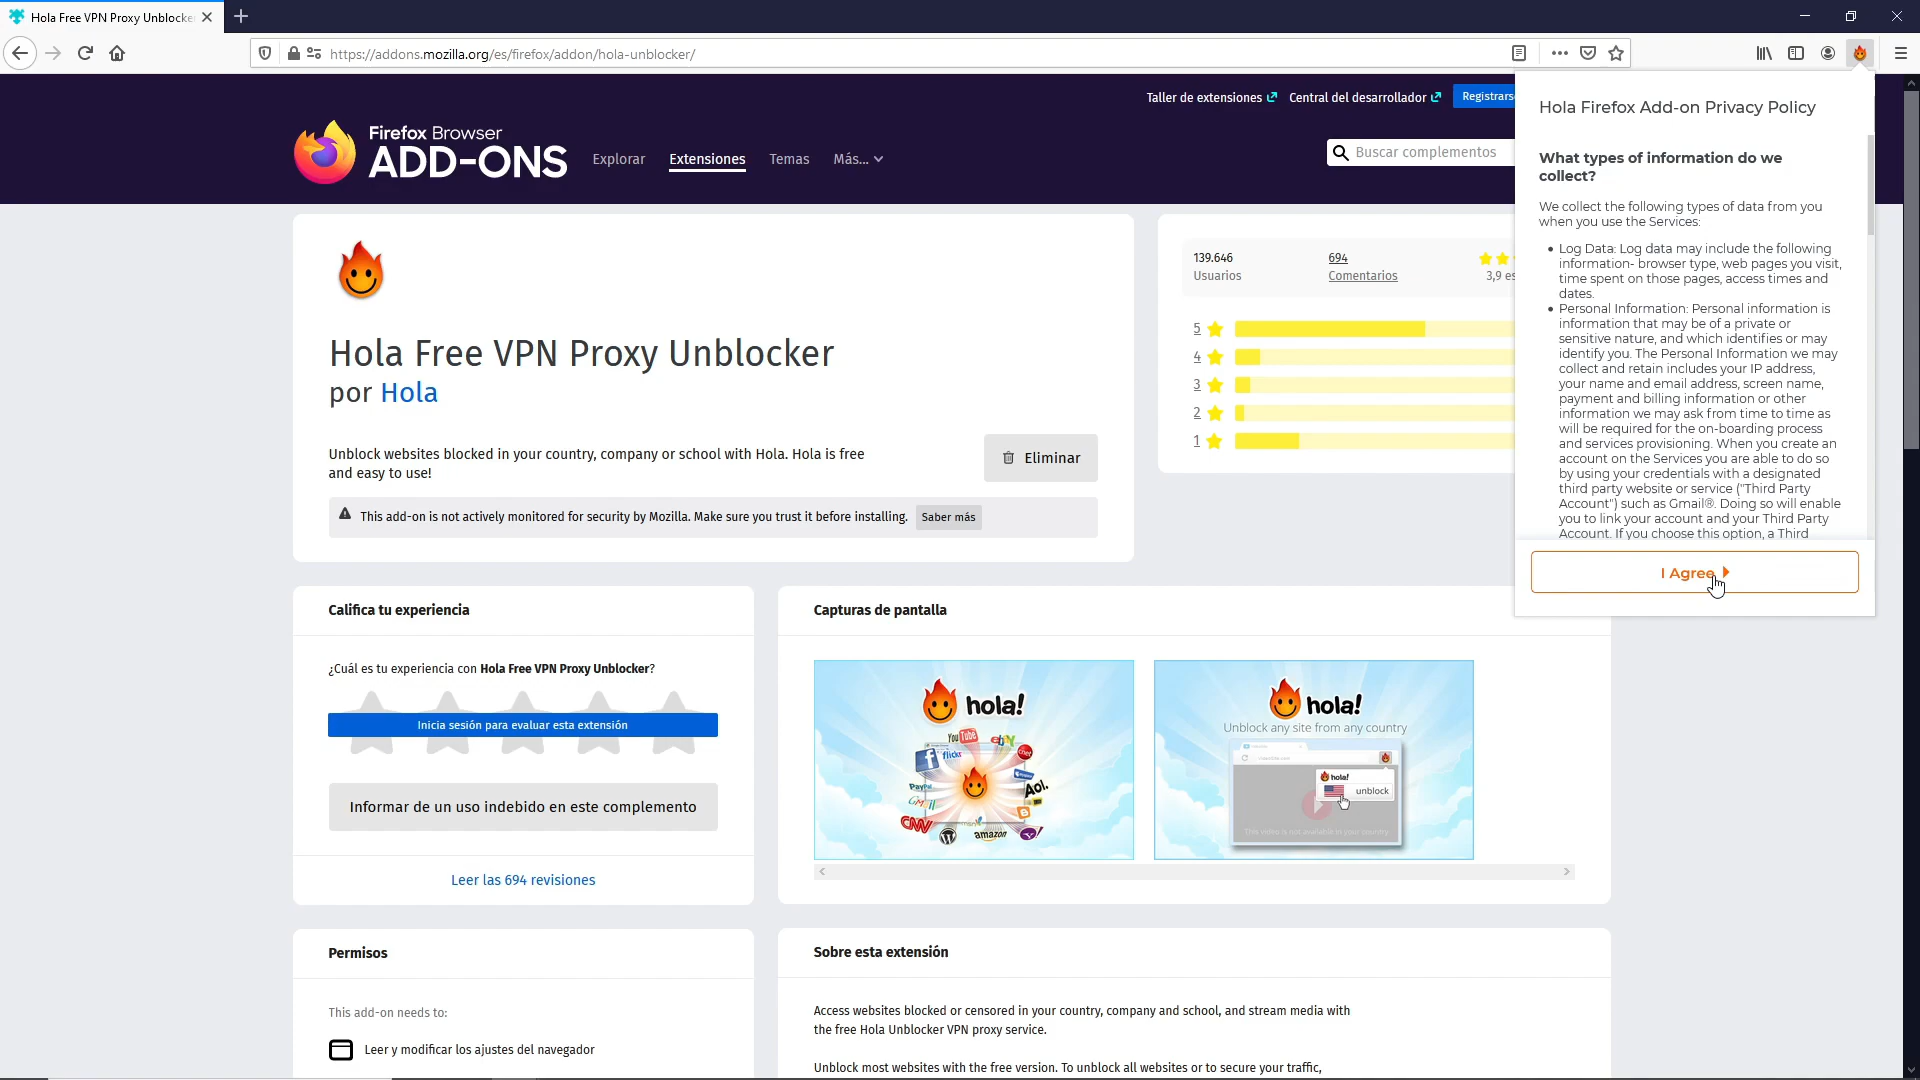 Hola Free VPN Proxy Unblocke
https://addons.mozilla.org/es/firefox/addon/hola-unblocker/
Taller de extensiones
Central del desarrollador
Registrars
Firefox Browser
ADD-ONS
Explorar
Extensiones
Temas
Más...
Buscar complementos
Hola Free VPN Proxy Unblocker
por Hola
Unblock websites blocked in your country, company or school with Hola. Hola is free
and easy to use!
Eliminar
This add-on is not actively monitored for security by Mozilla. Make sure you trust it before installing.
Saber más
139.646
Usuarios
694
Comentarios
3,9 es
5
4
3
2
1
Hola Firefox Add-on Privacy Policy
What types of information do we
collect?
We collect the following types of data from you
when you use the Services:
Log Data: Log data may include the following
information- browser type, web pages you visit,
time spent on those pages, access times and
dates.
Personal Information: Personal information is
information that may be of a private or
sensitive nature, and which identifies or may
identify you. The Personal Information we may
collect and retain includes your IP address,
your name and email address, screen name,
payment and billing information or other
information we may ask from time to time as
will be required for the on-boarding process
and services provisioning. When you create an
account on the Services you are able to do so
by using your credentials with a designated
third party website or service ("Third Party
Account") such as Gmail®. Doing so will enable
you to link your account and your Third Party
Account. If you choose this option, a Third
I Agree
Califica tu experiencia
¿Cuál es tu experiencia con Hola Free VPN Proxy Unblocker?
Inicia sesión para evaluar esta extensión
Informar de un uso indebido en este complemento
Leer las 694 revisiones
Capturas de pantalla
hola!
YouTube
ebY
flickr
cnet
PayPal
Aol.
GMail
CNN
amazon
hola!
Unblock any site from any country
hola!
unblock
This video is not available in your country
Permisos
This add-on needs to:
Leer y modificar los ajustes del navegador
Sobre esta extensión
Access websites blocked or censored in your country, company and school, and stream media with
the free Hola Unblocker VPN proxy service.
Unblock most websites with the free version. To unblock all websites or to secure your traffic,